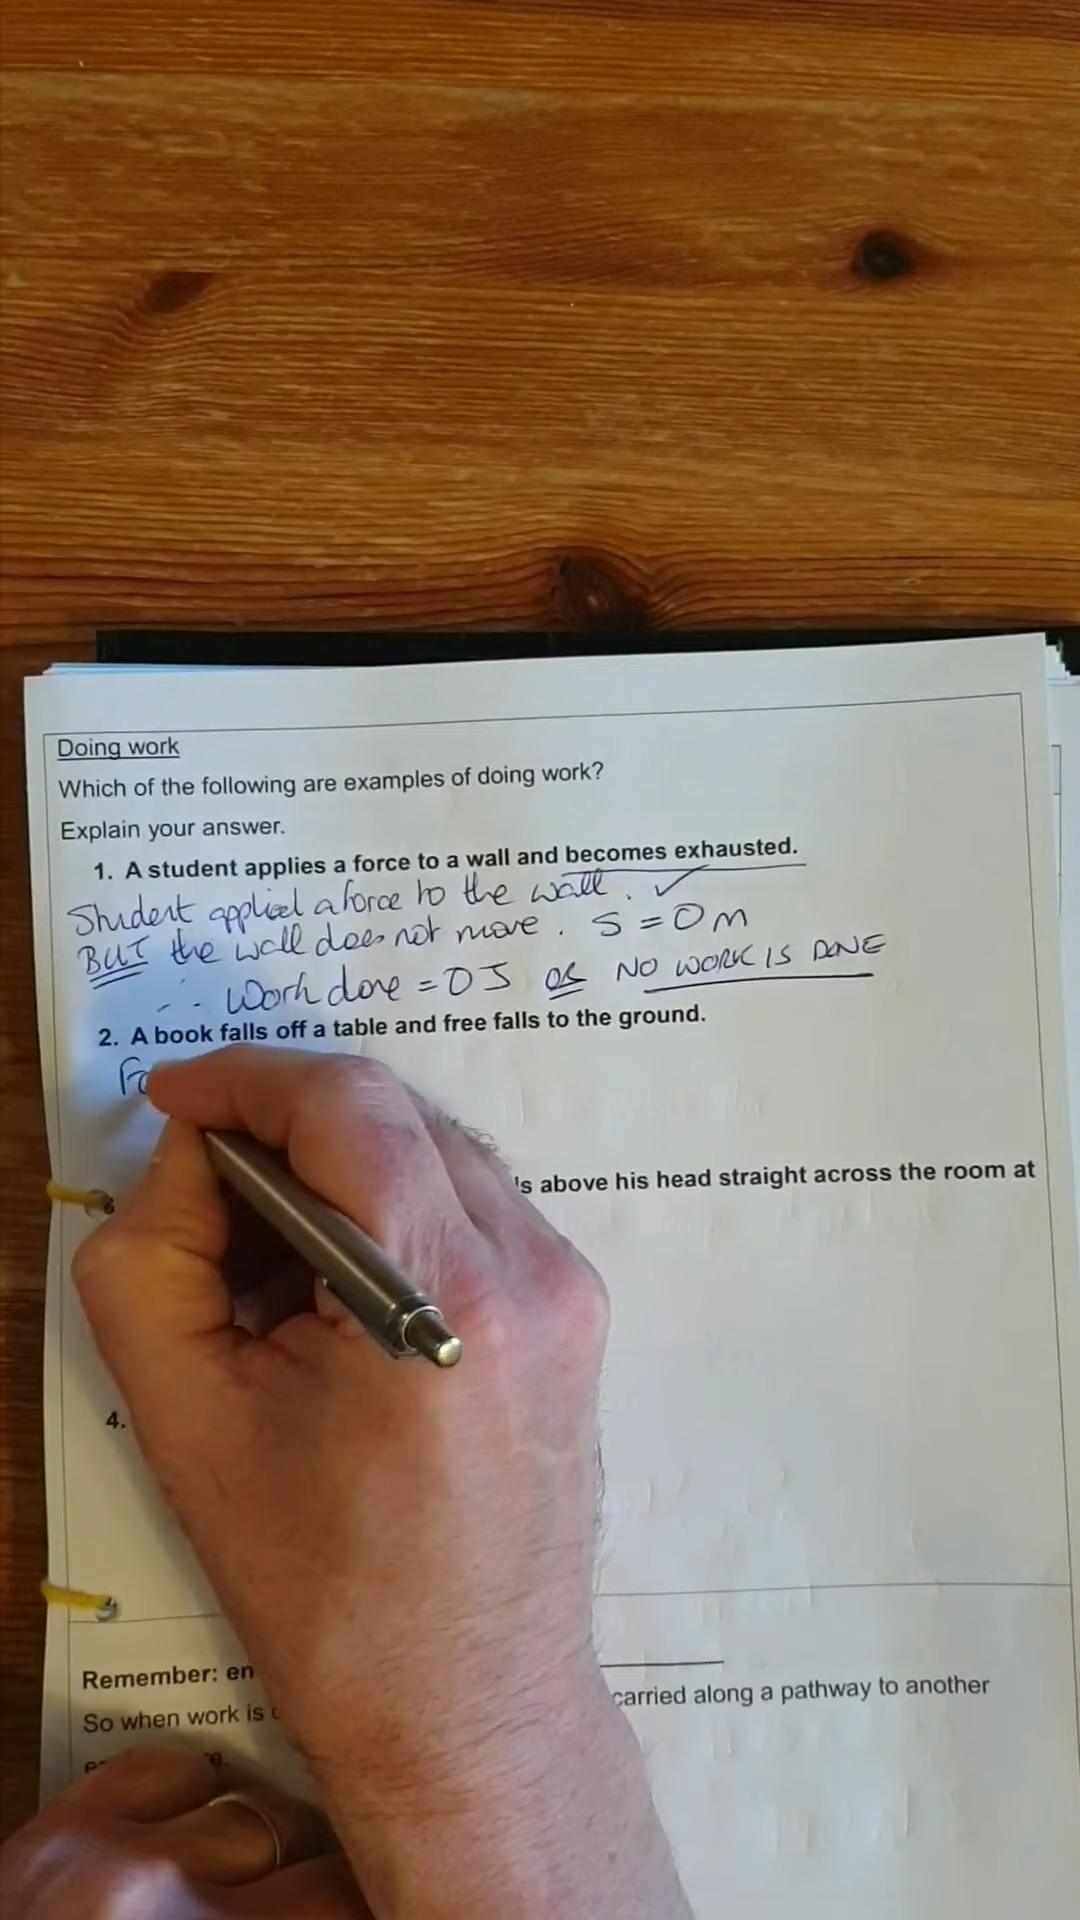 Doing work
Which of the following are examples of doing work?
Explain your answer.
1. A student applies a force to a wall and becomes exhausted.
Student applied a force to the wall. ✓
BUT the wall does not move. S = 0 m
∴ Work done = 0 J OR NO WORK IS DONE
2. A book falls off a table and free falls to the ground.
Fo
above his head straight across the room at
4.
Remember: en
carried along a pathway to another
So when work is